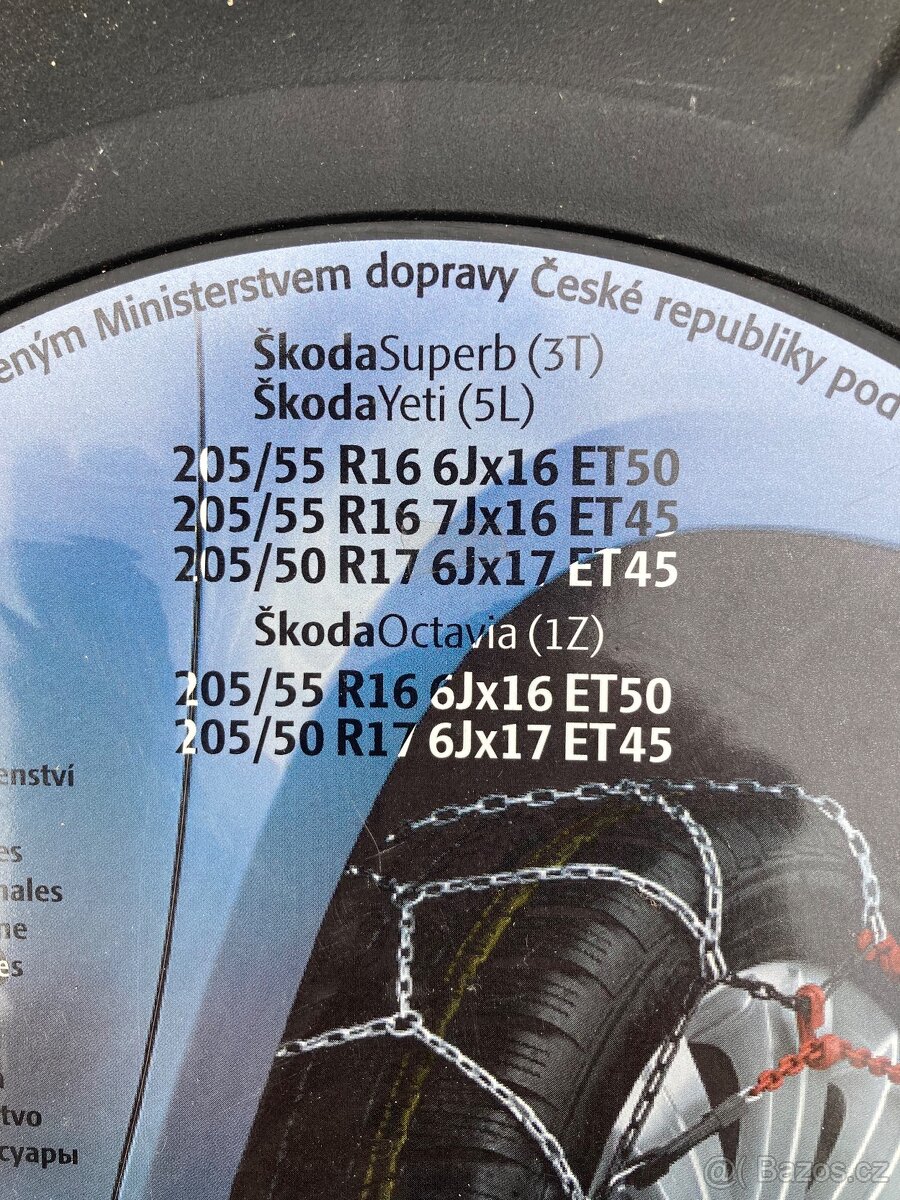 eným Ministerstvem dopravy České republiky pod
ŠkodaSuperb (3T)
ŠkodaYeti (5L)
205/55 R16 6Jx16 ET50
205/55 R16 7Jx16 ET45
205/50 R17 6Jx17 ET45
ŠkodaOctavia (1Z)
205/55 R16 6Jx16 ET50
205/50 R17 6Jx17 ET45
enství
es
nales
ne
es
n
tvo
суары
@( Bazos.cz